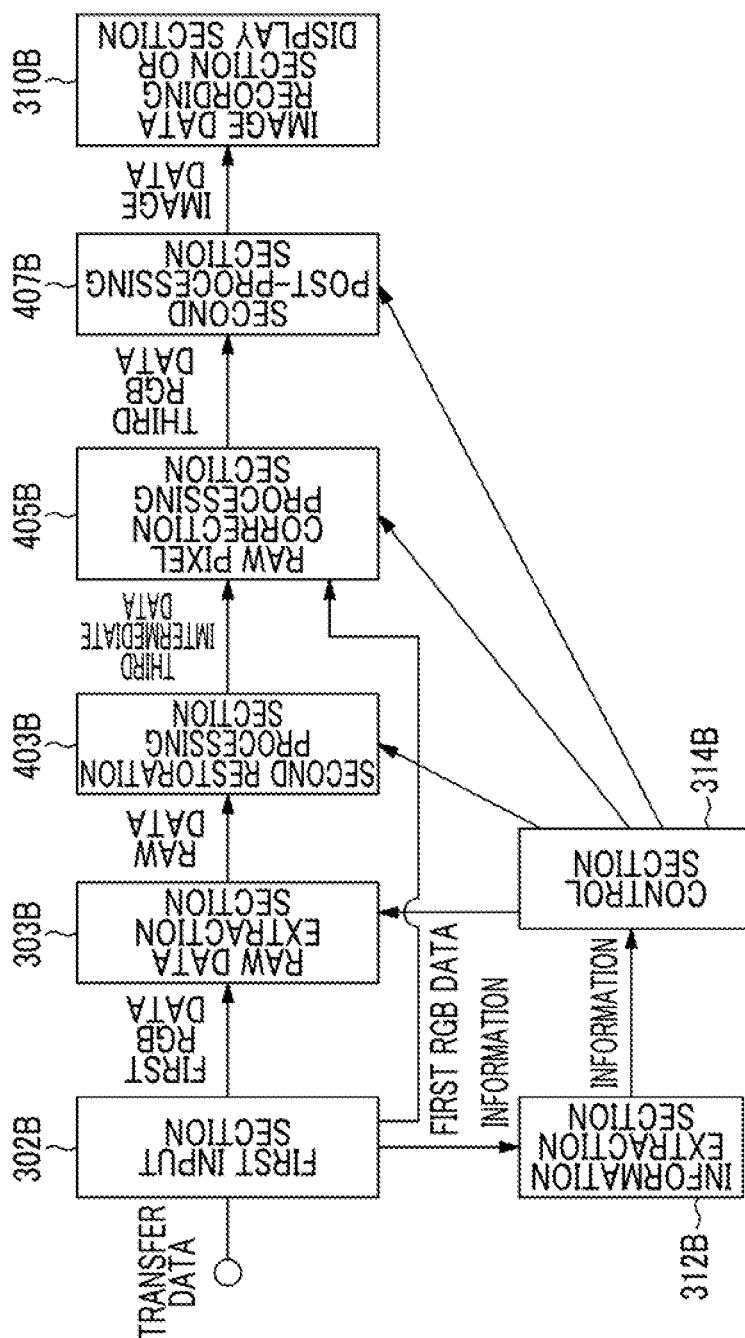 TRANSFER
DATA
302B
FIRST INPUT
SECTION
FIRST
RGB
DATA
303B
RAW DATA
EXTRACTION
SECTION
RAW
DATA
403B
SECOND RESTORATION
PROCESSING
SECTION
THIRD
IMTERMEDIATE
DATA
405B
RAW PIXEL
CORRECTION
PROCESSING
SECTION
THIRD
RGB
DATA
407B
SECOND
POST-PROCESSING
SECTION
IMAGE
DATA
310B
IMAGE DATA
RECORDING
SECTION OR
DISPLAY SECTION
FIRST RGB DATA
INFORMATION
INFORMATION
EXTRACTION
SECTION
312B
INFORMATION
CONTROL
SECTION
314B